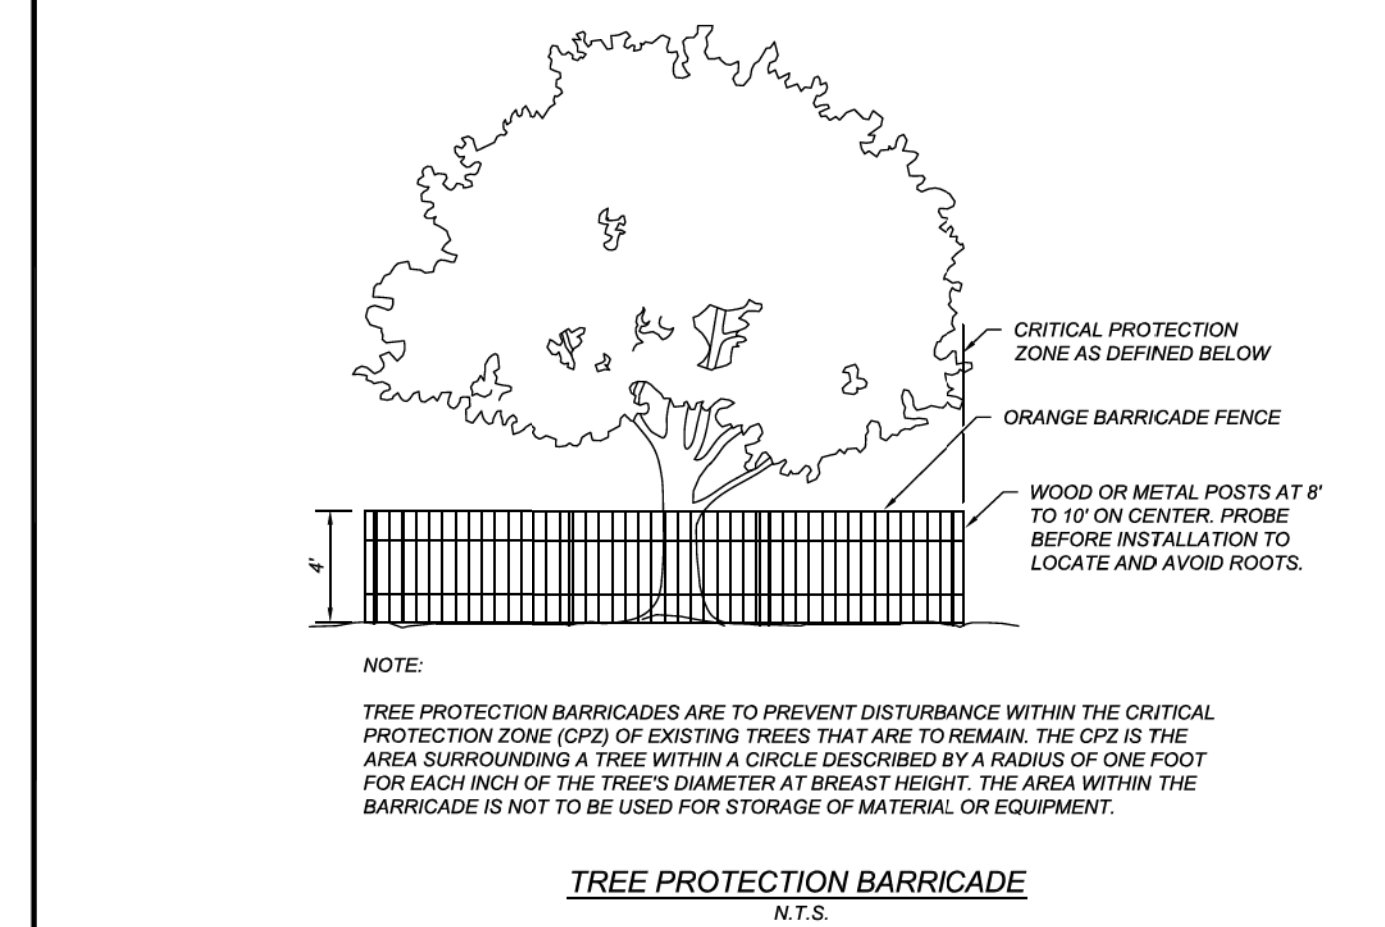 CRITICAL PROTECTION
ZONE AS DEFINED BELOW
ORANGE BARRICADE FENCE
WOOD OR METAL POSTS AT 8'
TO 10' ON CENTER. PROBE
BEFORE INSTALLATION TO
LOCATE AND AVOID ROOTS.
4'
NOTE:
TREE PROTECTION BARRICADES ARE TO PREVENT DISTURBANCE WITHIN THE CRITICAL
PROTECTION ZONE (CPZ) OF EXISTING TREES THAT ARE TO REMAIN. THE CPZ IS THE
AREA SURROUNDING A TREE WITHIN A CIRCLE DESCRIBED BY A RADIUS OF ONE FOOT
FOR EACH INCH OF THE TREE'S DIAMETER AT BREAST HEIGHT. THE AREA WITHIN THE
BARRICADE IS NOT TO BE USED FOR STORAGE OF MATERIAL OR EQUIPMENT.
TREE PROTECTION BARRICADE
N.T.S.